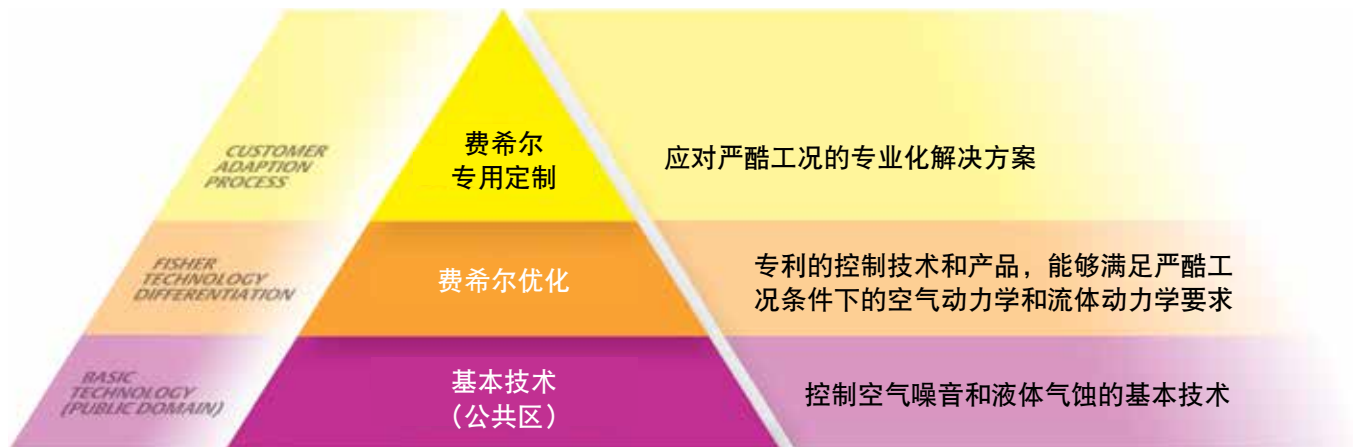 CUSTOMER
ADAPTION
PROCESS
费希尔
专用定制
应对严酷工况的专业化解决方案
FISHER
TECHNOLOGY
DIFFERENTIATION
费希尔优化
专利的控制技术和产品，能够满足严酷工
况条件下的空气动力学和流体动力学要求
BASIC
TECHNOLOGY
(PUBLIC DOMAIN)
基本技术
（公共区）
控制空气噪音和液体气蚀的基本技术